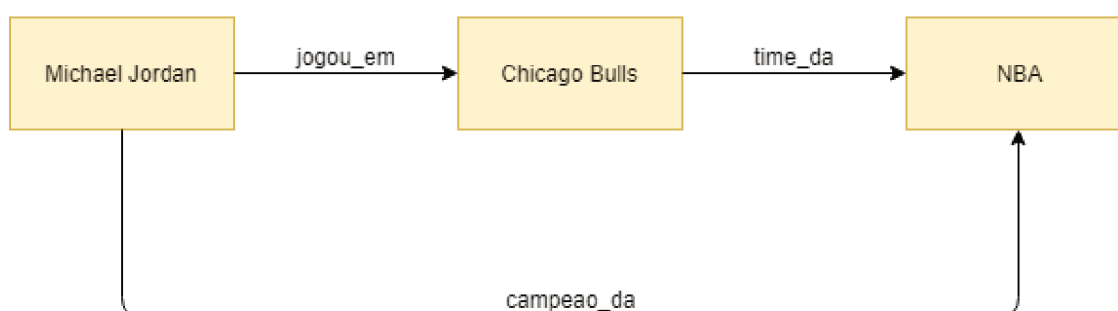 Michael Jordan
jogou_em
Chicago Bulls
time_da
NBA
campeao_da